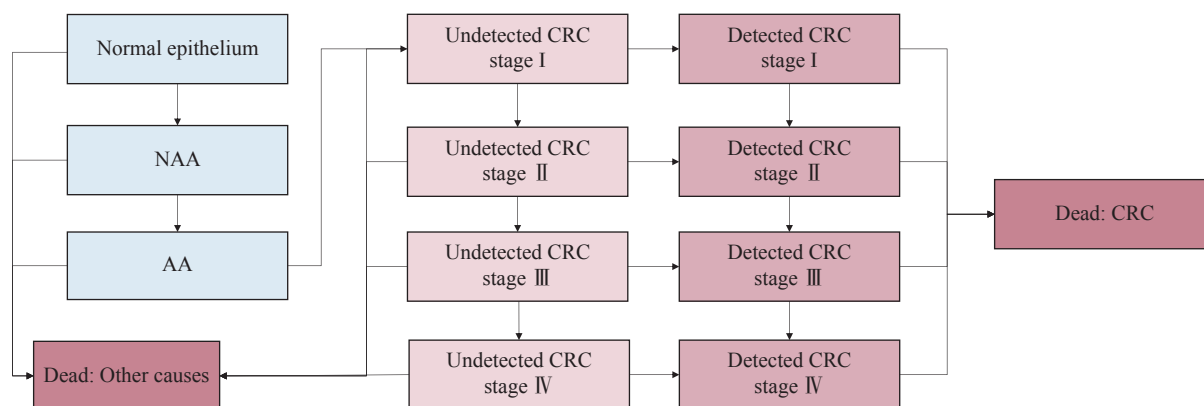 Normal epithelium
NAA
AA
Dead: Other causes
Undetected CRC
stage Ⅰ
Undetected CRC
stage Ⅱ
Undetected CRC
stage Ⅲ
Undetected CRC
stage Ⅳ
Detected CRC
stage Ⅰ
Detected CRC
stage Ⅱ
Detected CRC
stage Ⅲ
Detected CRC
stage Ⅳ
Dead: CRC